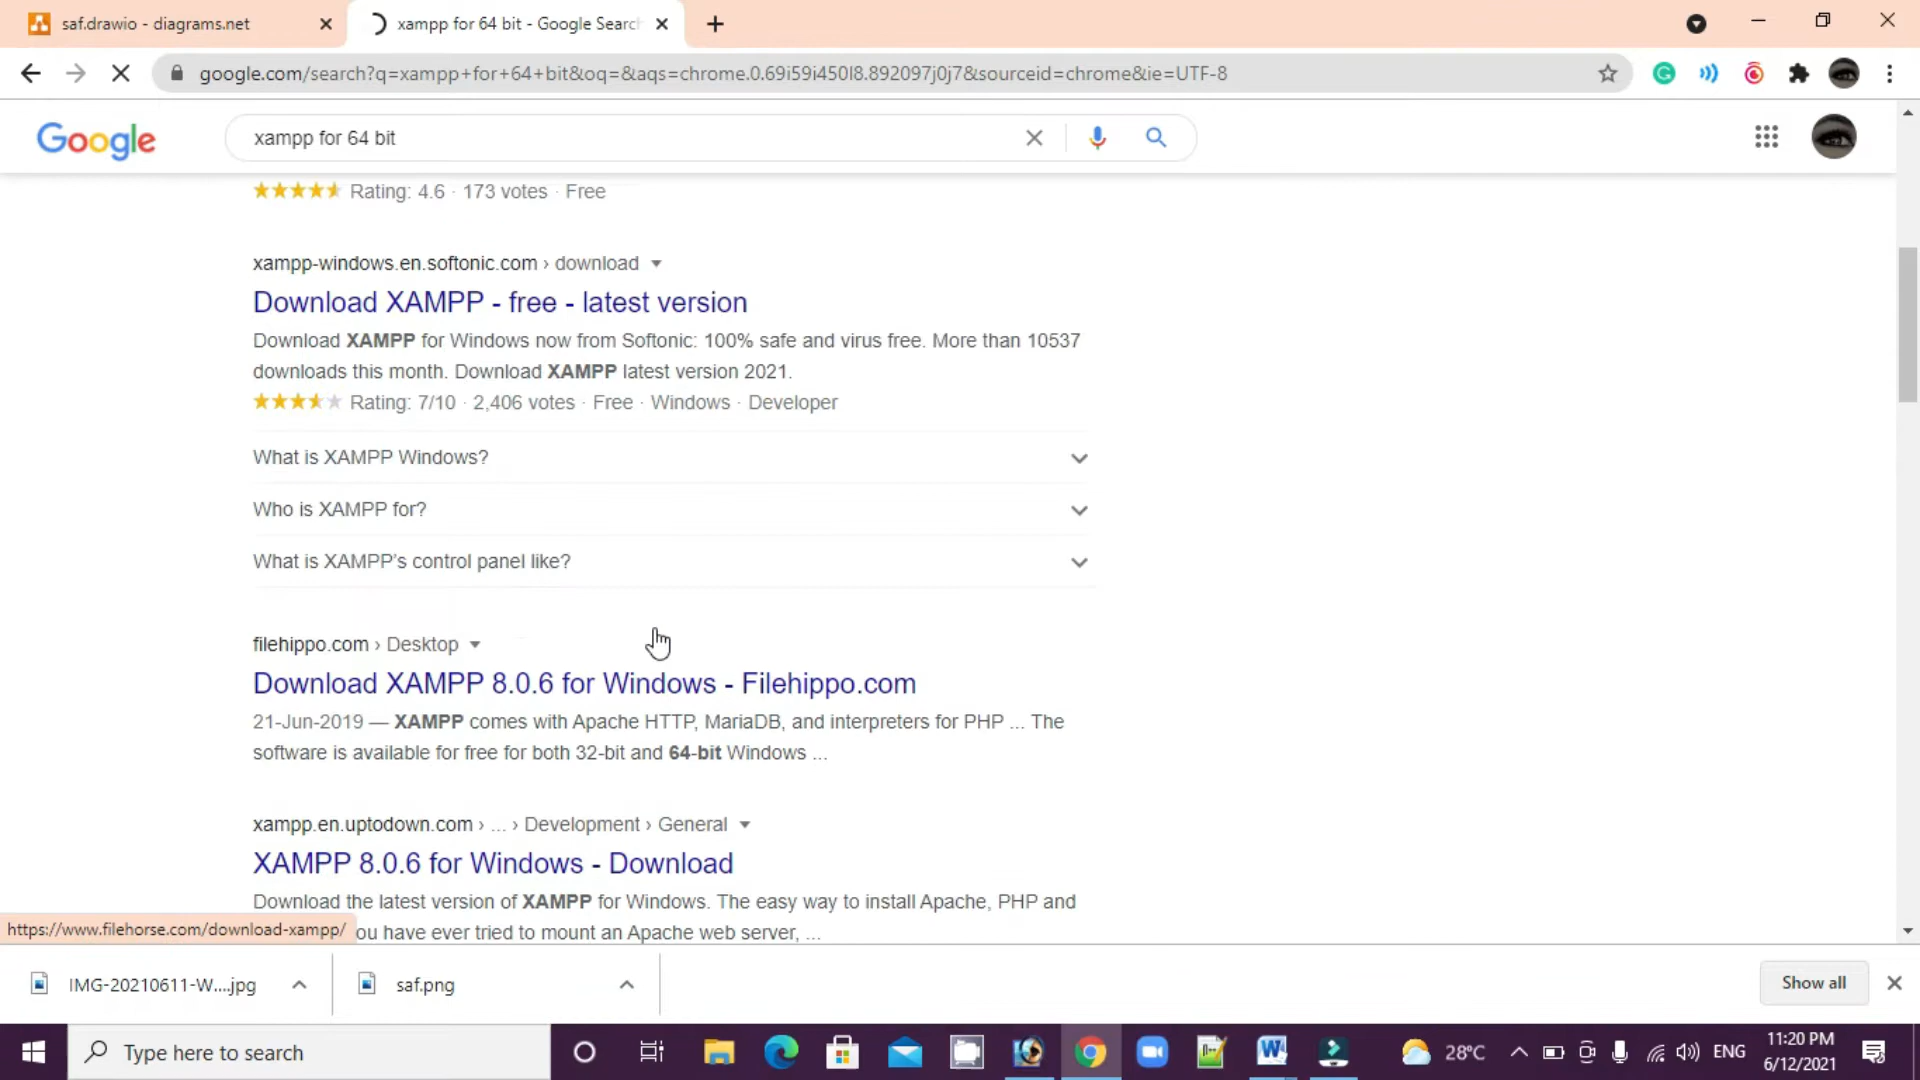 saf.drawio - diagrams.net
xampp for 64 bit - Google Search
google.com/search?q=xampp+for+64+bit&oq=&aqs=chrome.0.69i59i450l8.892097j0j7&sourceid=chrome&ie=UTF-8
Google
xampp for 64 bit
Rating: 4.6 · 173 votes · Free
xampp-windows.en.softonic.com › download
Download XAMPP - free - latest version
Download XAMPP for Windows now from Softonic: 100% safe and virus free. More than 10537
downloads this month. Download XAMPP latest version 2021.
Rating: 7/10 · 2,406 votes · Free · Windows · Developer
What is XAMPP Windows?
Who is XAMPP for?
What is XAMPP's control panel like?
filehippo.com › Desktop
Download XAMPP 8.0.6 for Windows - Filehippo.com
21-Jun-2019 — XAMPP comes with Apache HTTP, MariaDB, and interpreters for PHP ... The
software is available for free for both 32-bit and 64-bit Windows ...
xampp.en.uptodown.com › ... › Development › General
XAMPP 8.0.6 for Windows - Download
Download the latest version of XAMPP for Windows. The easy way to install Apache, PHP and
https://www.filehorse.com/download-xampp/
ou have ever tried to mount an Apache web server, ...
IMG-20210611-W....jpg
saf.png
Show all
Type here to search
28°C
ENG
11:20 PM
6/12/2021